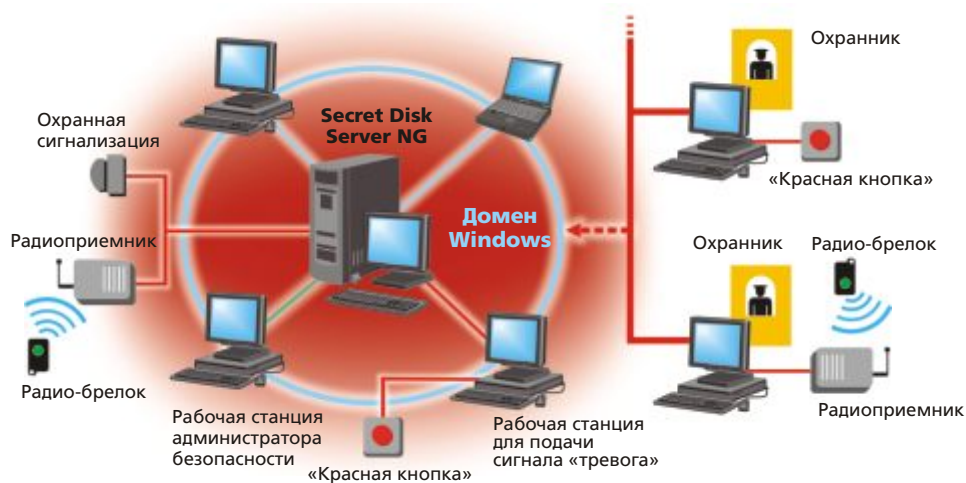 Охранник
Secret Disk
Server NG
Охранная
сигнализация
«Красная кнопка»
Домен
Windows
Радиоприемник
Охранник
Радио-брелок
Радио-брелок
Радиоприемник
Рабочая станция
администратора
безопасности
Рабочая станция
для подачи
сигнала «тревога»
«Красная кнопка»